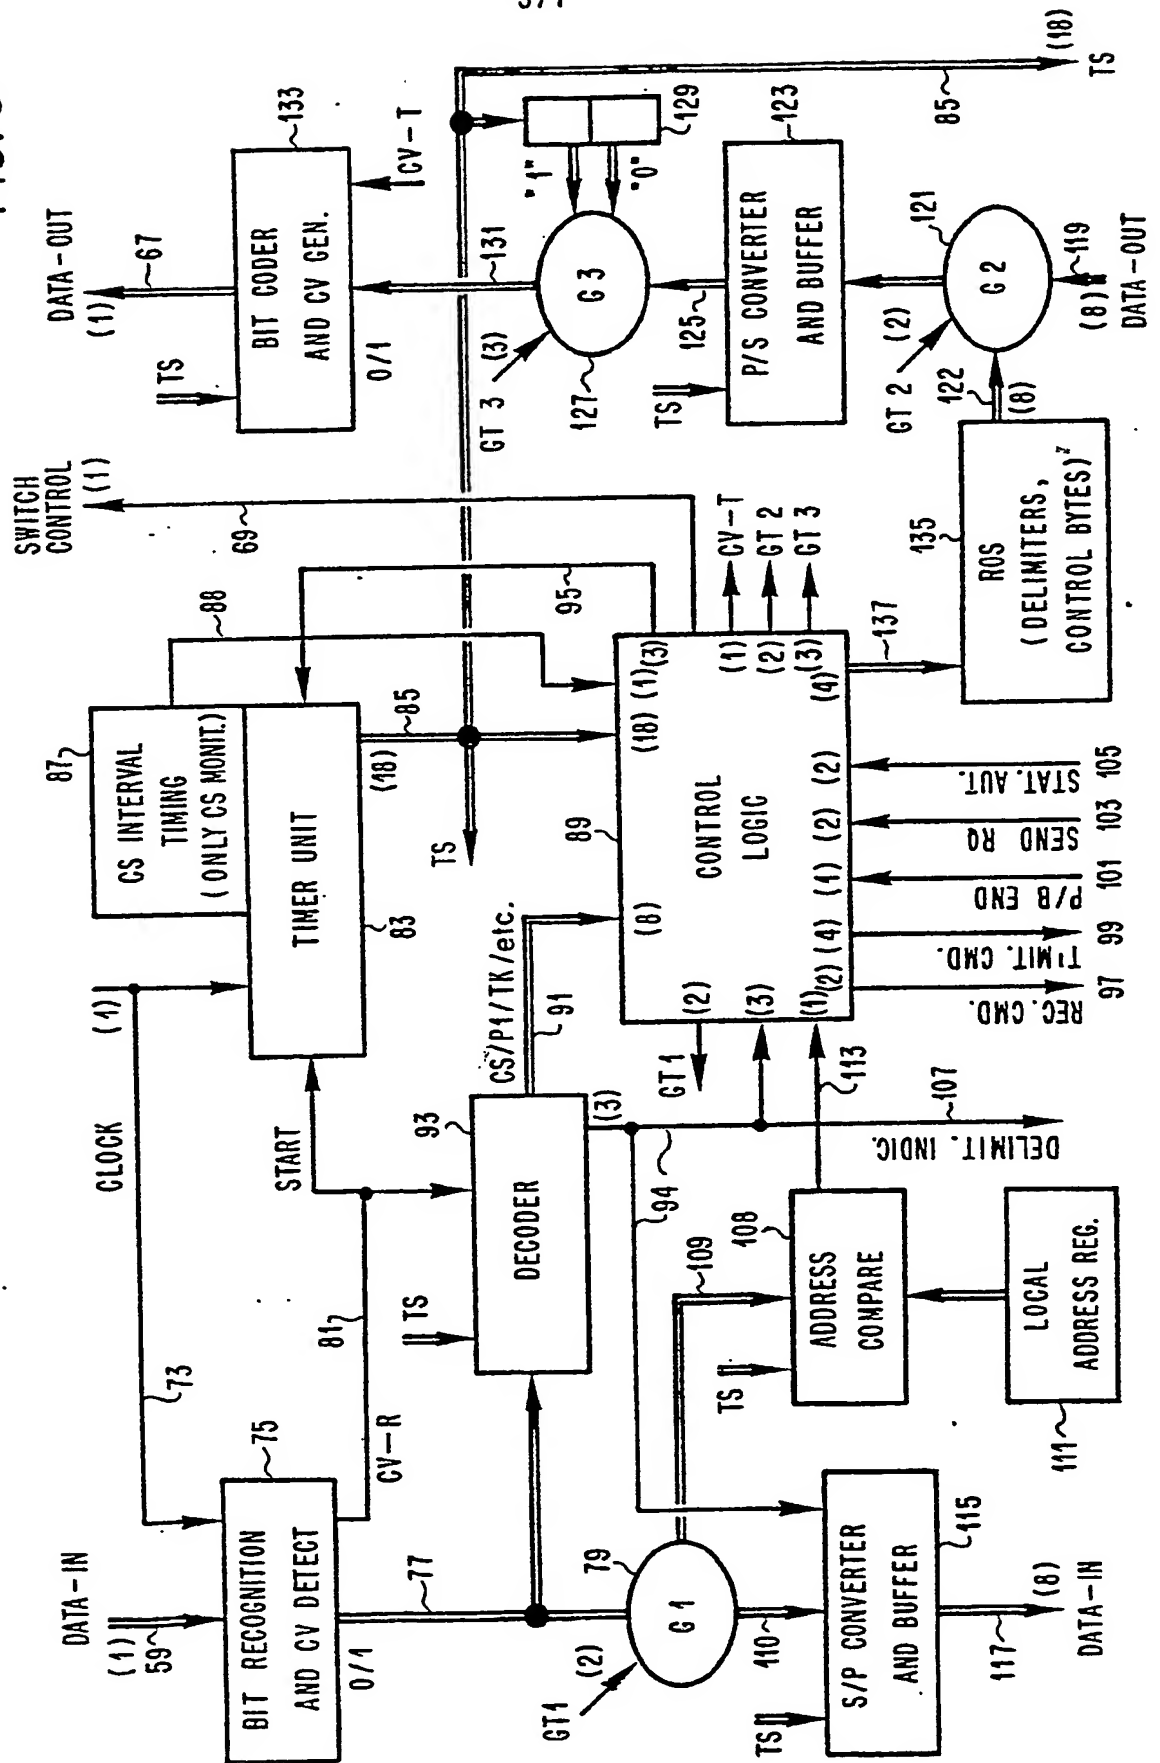 DATA-IN
(1)
59
73
CLOCK
(1)
BIT RECOGNITION
AND CV DETECT
75
0/1
CV-R
81
START
77
87
CS INTERVAL
TIMING
(ONLY CS MONIT.)
TIMER UNIT
83
88
95
(18)
85
TS
SWITCH
CONTROL
(1)
69
DATA-OUT
(1)
67
TS
BIT CODER
AND CV GEN.
133
0/1
CV-T
131
GT 3
(3)
G 3
127
"1"
"0"
129
125
TS
P/S CONVERTER
AND BUFFER
123
85
(18)
TS
GT 2
(2)
G 2
121
122
(8)
119
(8)
DATA-OUT
TS
DECODER
93
CS/P1/TK/etc.
91
(3)
94
89
CONTROL
LOGIC
(8)
(18)
(1)
(3)
(1)
CV-T
(2)
GT 2
(3)
GT 3
(4)
137
135
ROS
(DELIMITERS,
CONTROL BYTES)
(2)
GT1
(3)
(1)
(2)
(4)
(1)
(2)
(2)
REC. CMD.
97
T'MIT. CMD.
99
P/B END
101
SEND RQ
103
STAT. AUT.
105
113
107
DELIMIT. INDIC.
GT1
(2)
G 1
79
109
110
TS
ADDRESS
COMPARE
108
LOCAL
ADDRESS REG.
111
TS
S/P CONVERTER
AND BUFFER
115
117
(8)
DATA-IN